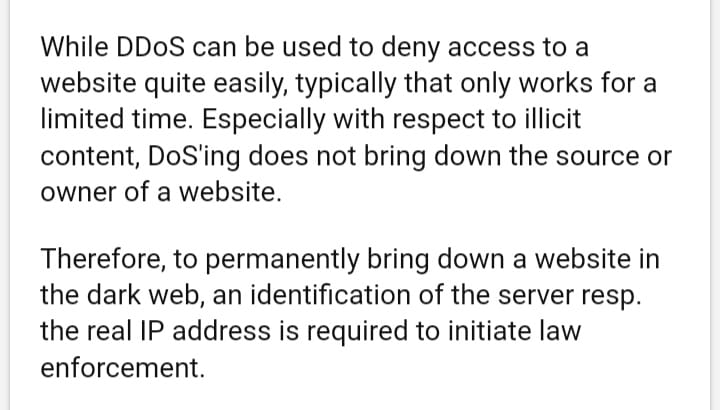 While DDoS can be used to deny access to a
website quite easily, typically that only works for a
limited time. Especially with respect to illicit
content, DoS'ing does not bring down the source or
owner of a website.
Therefore, to permanently bring down a website in
the dark web, an identification of the server resp.
the real IP address is required to initiate law
enforcement.